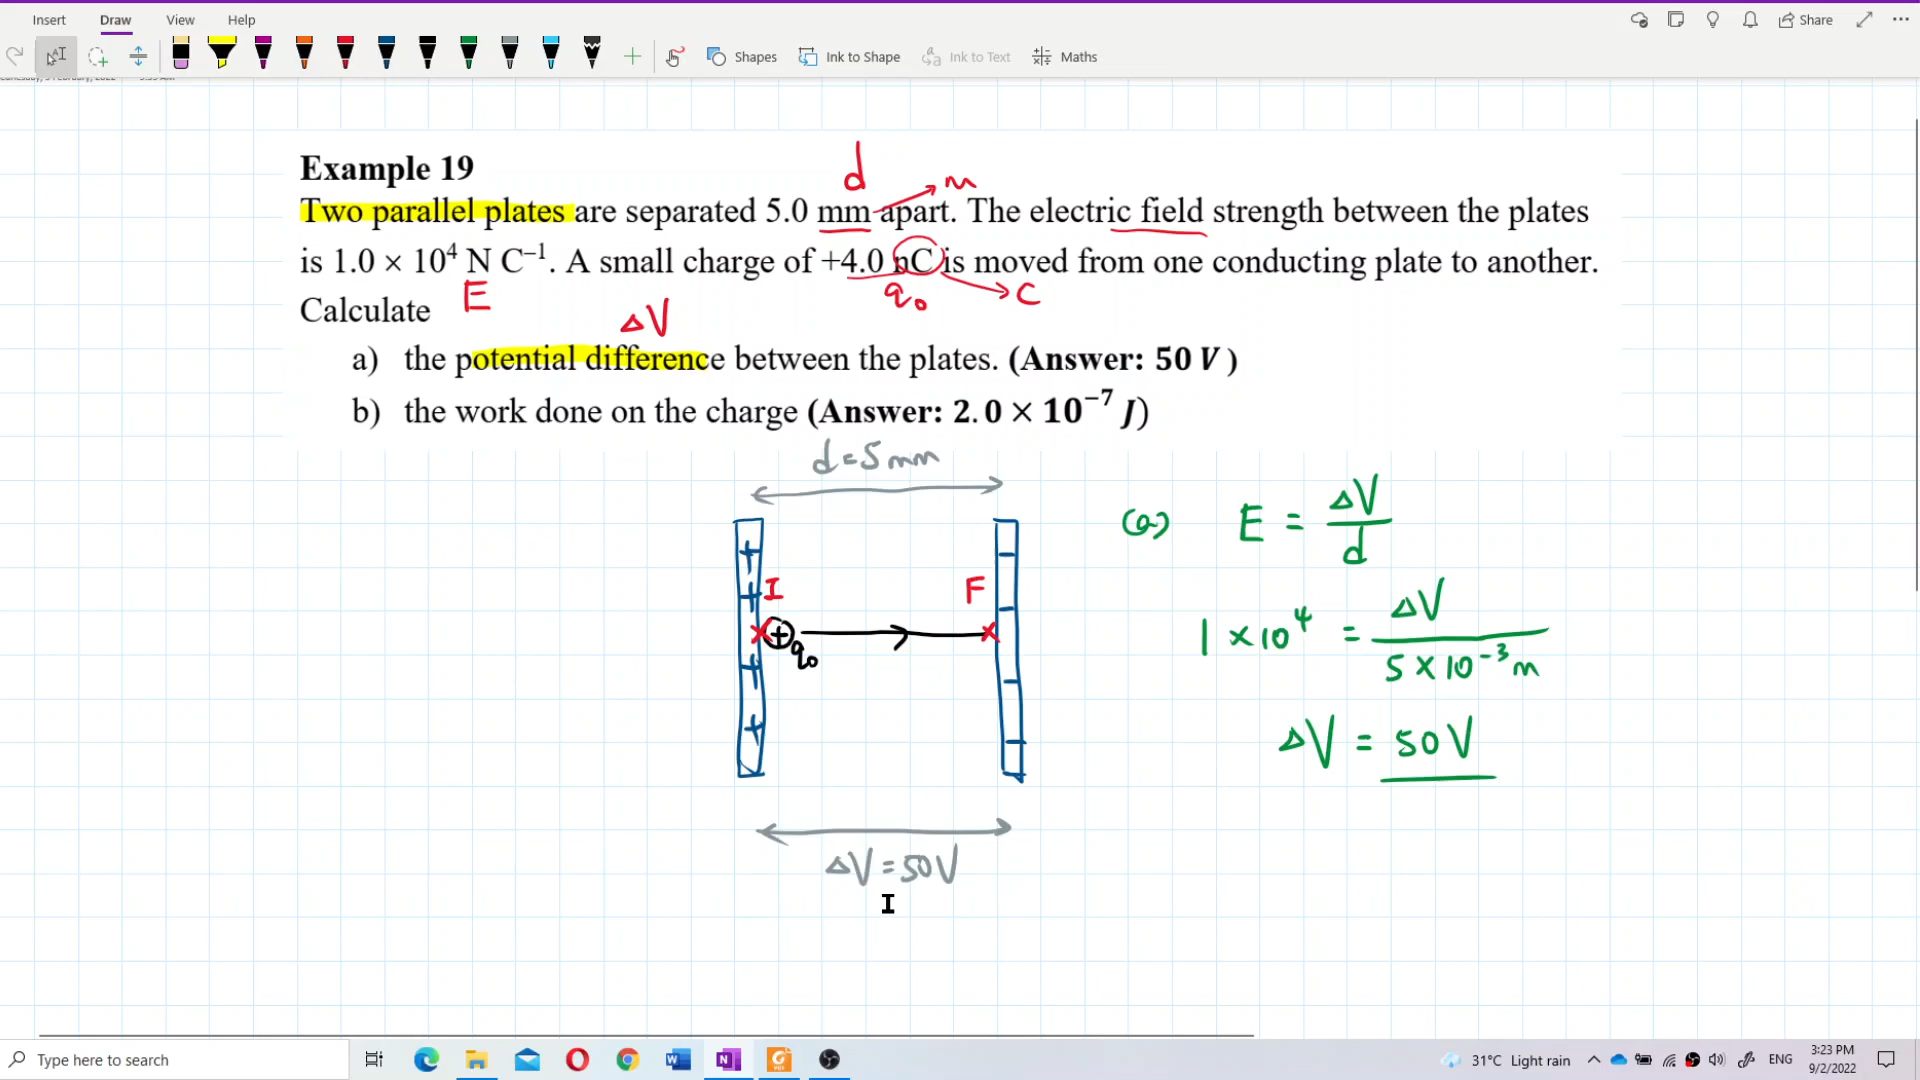 Insert Draw View Help
Share
Shapes Ink to Shape Ink to Text Maths
Example 19
d
m
Two parallel plates are separated 5.0 mm apart. The electric field strength between the plates
is 1.0 × 10⁴ N C⁻¹. A small charge of +4.0 nC is moved from one conducting plate to another.
E q₀ C
Calculate
ΔV
a) the potential difference between the plates. (Answer: 50 V )
b) the work done on the charge (Answer: 2.0 × 10⁻⁷ J)
d = 5mm
(a) E = ΔV/d
I F
+ q₀
1 × 10⁴ = ΔV/5 × 10⁻³ m
ΔV = 50V
ΔV = 50V
Type here to search
31°C Light rain
ENG
3:23 PM
9/2/2022